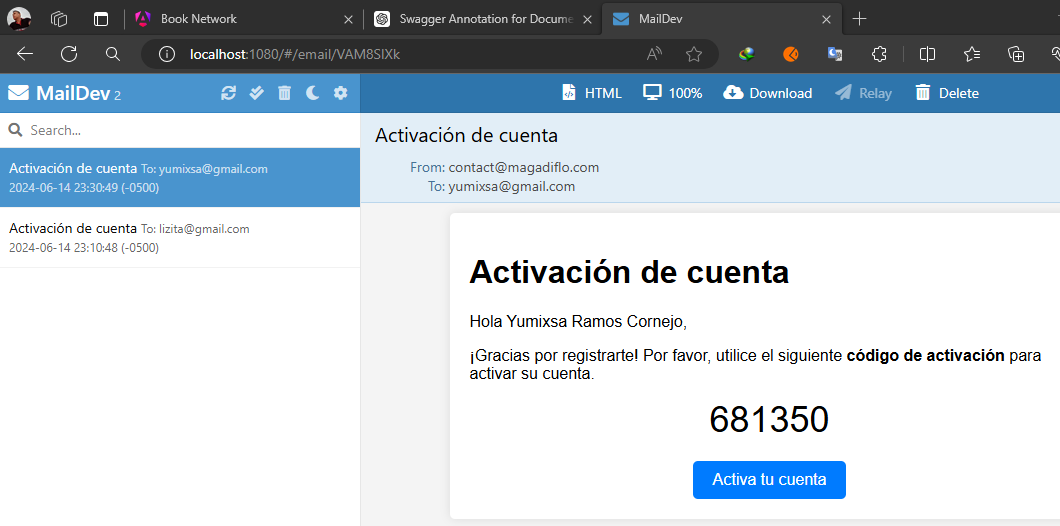 Book Network
Swagger Annotation for Docume
MailDev
localhost:1080/#/email/VAM8SIXk
MailDev 2
HTML
100%
Download
Relay
Delete
Search...
Activación de cuenta To: yumixsa@gmail.com
2024-06-14 23:30:49 (-0500)
Activación de cuenta To: lizita@gmail.com
2024-06-14 23:10:48 (-0500)
Activación de cuenta
From: contact@magadiflo.com
To: yumixsa@gmail.com
Activación de cuenta
Hola Yumixsa Ramos Cornejo,
¡Gracias por registrarte! Por favor, utilice el siguiente código de activación para
activar su cuenta.
681350
Activa tu cuenta